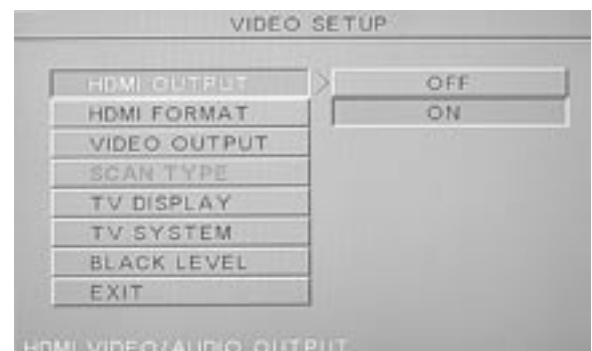 VIDEO SETUP
HDMI OUTPUT
OFF
HDMI FORMAT
ON
VIDEO OUTPUT
SCAN TYPE
TV DISPLAY
TV SYSTEM
BLACK LEVEL
EXIT
HDMI VIDEO/AUDIO OUTPUT